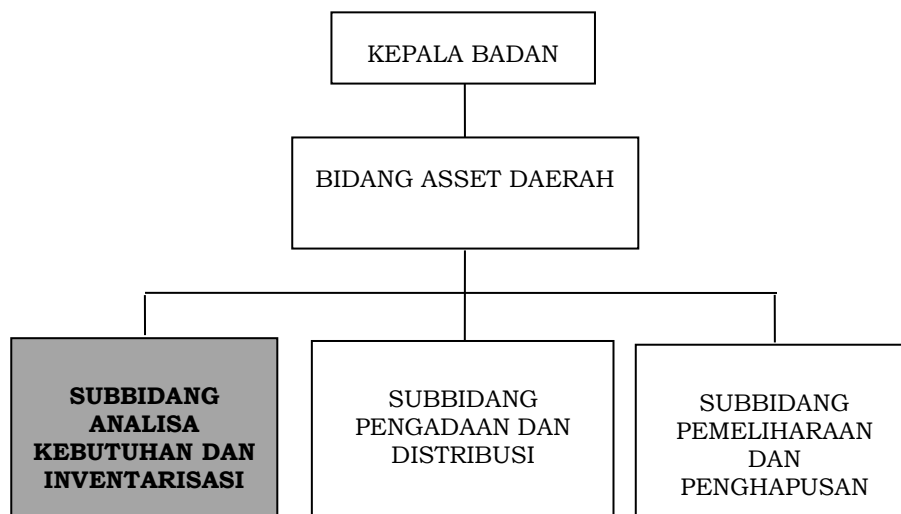 KEPALA BADAN
BIDANG ASSET DAERAH
SUBBIDANG
ANALISA
KEBUTUHAN DAN
INVENTARISASI
SUBBIDANG
PENGADAAN DAN
DISTRIBUSI
SUBBIDANG
PEMELIHARAAN
DAN
PENGHAPUSAN